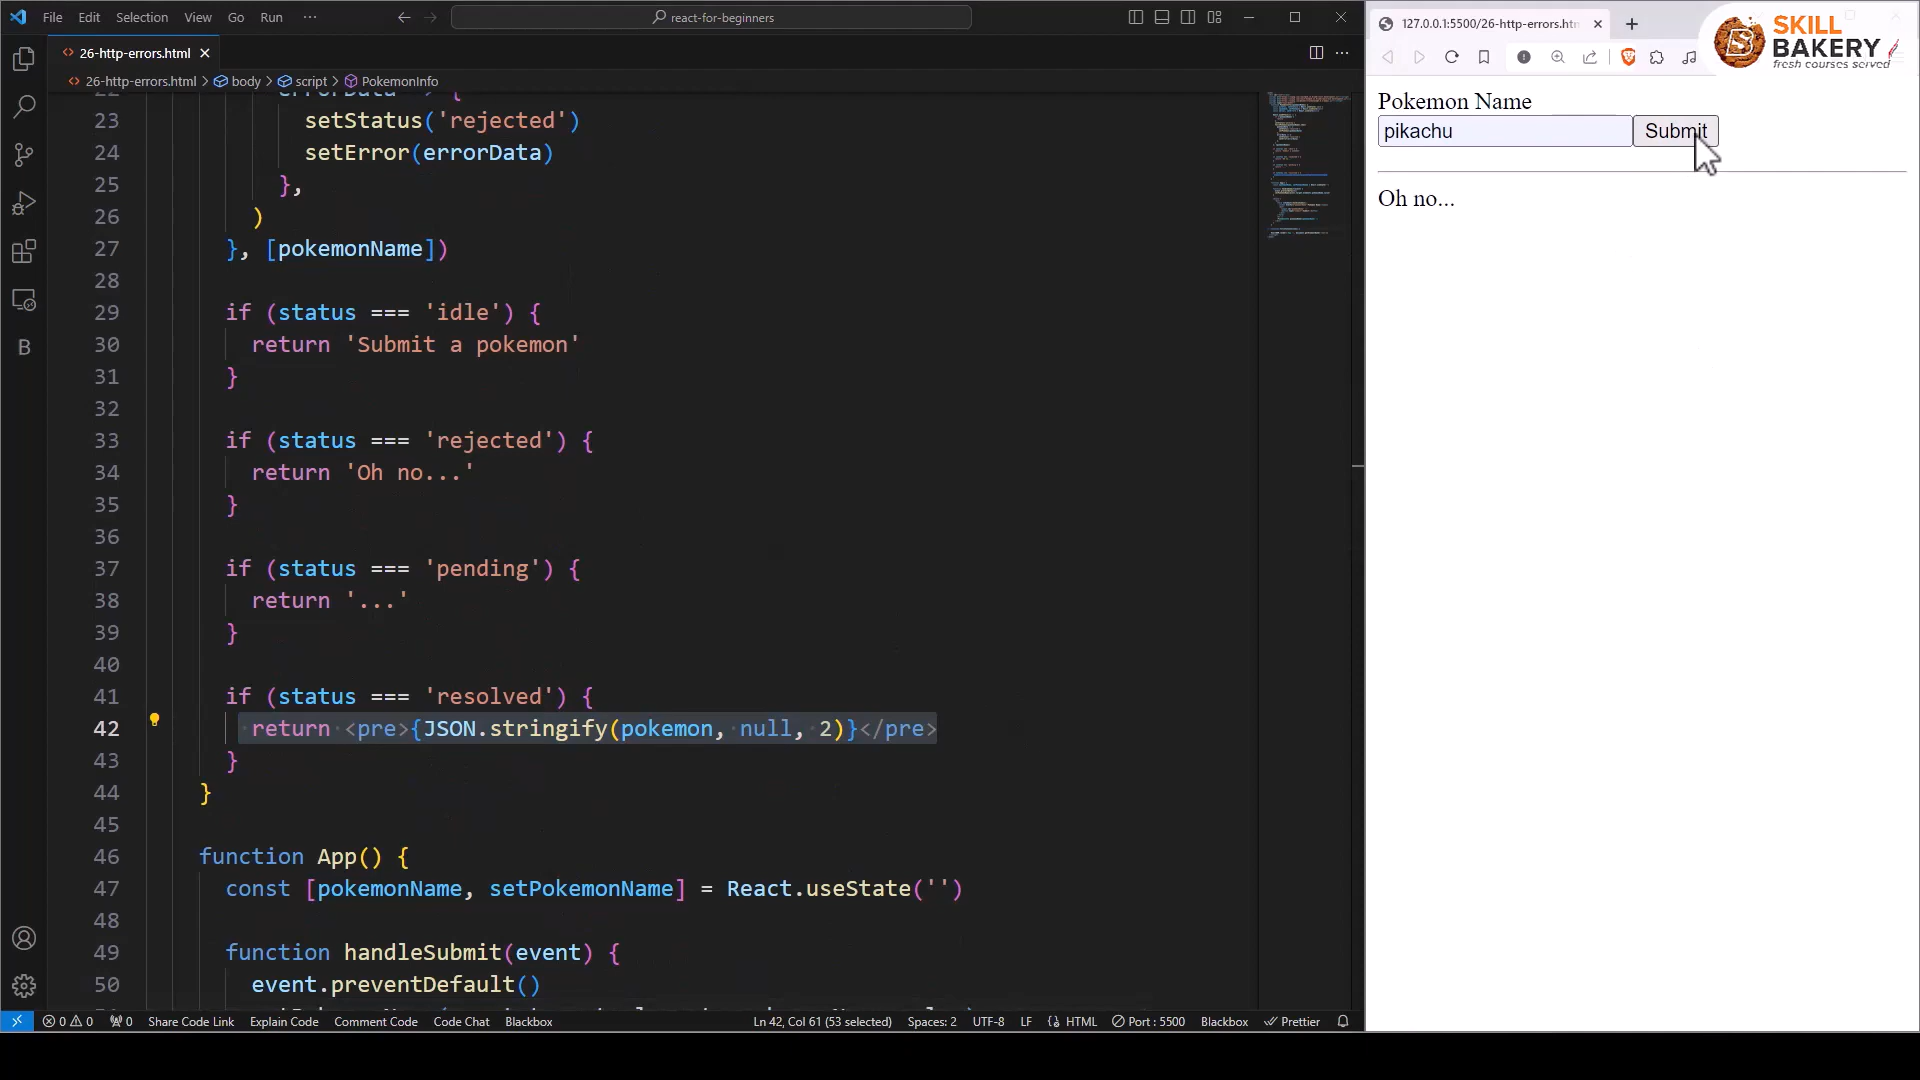 File Edit Selection View Go Run ···
react-for-beginners
26-http-errors.html
26-http-errors.html > body > script > PokemonInfo
23 setStatus('rejected')
24 setError(errorData)
25 },
26 )
27 }, [pokemonName])
28
29 if (status === 'idle') {
30 return 'Submit a pokemon'
31 }
32
33 if (status === 'rejected') {
34 return 'Oh no...'
35 }
36
37 if (status === 'pending') {
38 return '...'
39 }
40
41 if (status === 'resolved') {
42 return <pre>{JSON.stringify(pokemon, null, 2)}</pre>
43 }
44 }
45
46 function App() {
47 const [pokemonName, setPokemonName] = React.useState('')
48
49 function handleSubmit(event) {
50 event.preventDefault()
0 0 0 Share Code Link Explain Code Comment Code Code Chat Blackbox Ln 42, Col 61 (53 selected) Spaces: 2 UTF-8 LF HTML Port : 5500 Blackbox Prettier
127.0.0.1:5500/26-http-errors.htm
SKILL
BAKERY
fresh courses served
Pokemon Name
pikachu Submit
Oh no...